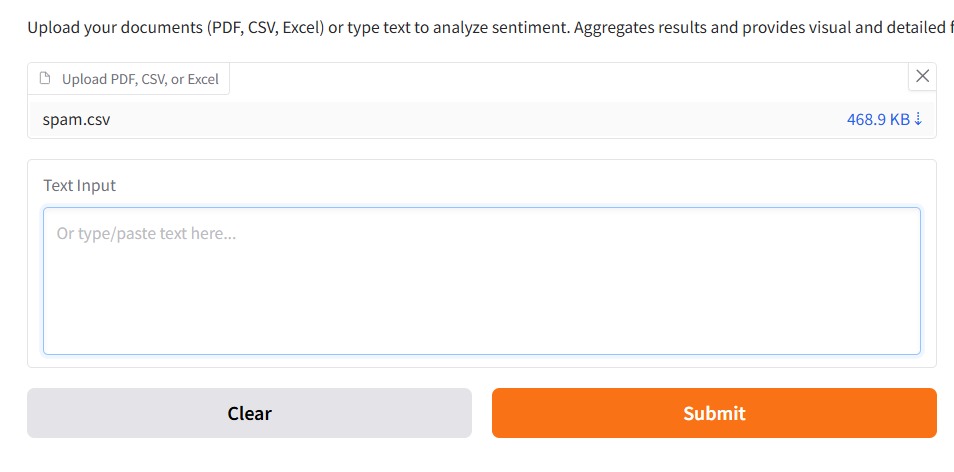 Upload your documents (PDF, CSV, Excel) or type text to analyze sentiment. Aggregates results and provides visual and detailed f
Upload PDF, CSV, or Excel
spam.csv 468.9 KB ⇣
Text Input
Or type/paste text here...
Clear Submit